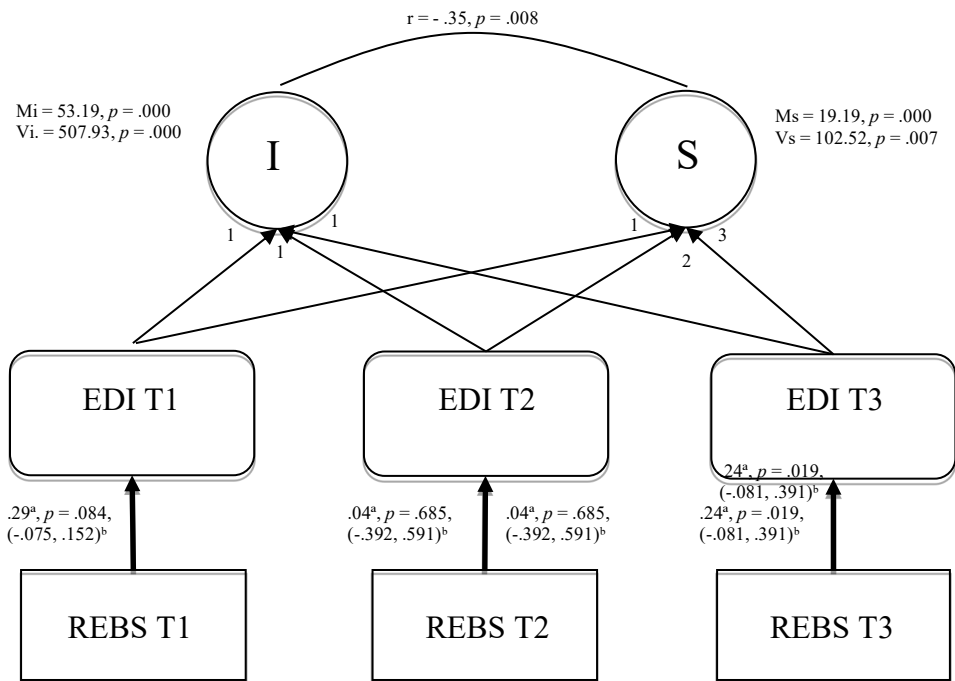 r = - .35, p = .008
Mi = 53.19, p = .000
Vi. = 507.93, p = .000
I
S
Ms = 19.19, p = .000
Vs = 102.52, p = .007
1
1
1
1
2
3
EDI T1
EDI T2
EDI T3
.24ᵃ, p = .019,
(-.081, .391)ᵇ
.29ᵃ, p = .084,
(-.075, .152)ᵇ
.04ᵃ, p = .685,
(-.392, .591)ᵇ
.04ᵃ, p = .685,
(-.392, .591)ᵇ
.24ᵃ, p = .019,
(-.081, .391)ᵇ
REBS T1
REBS T2
REBS T3